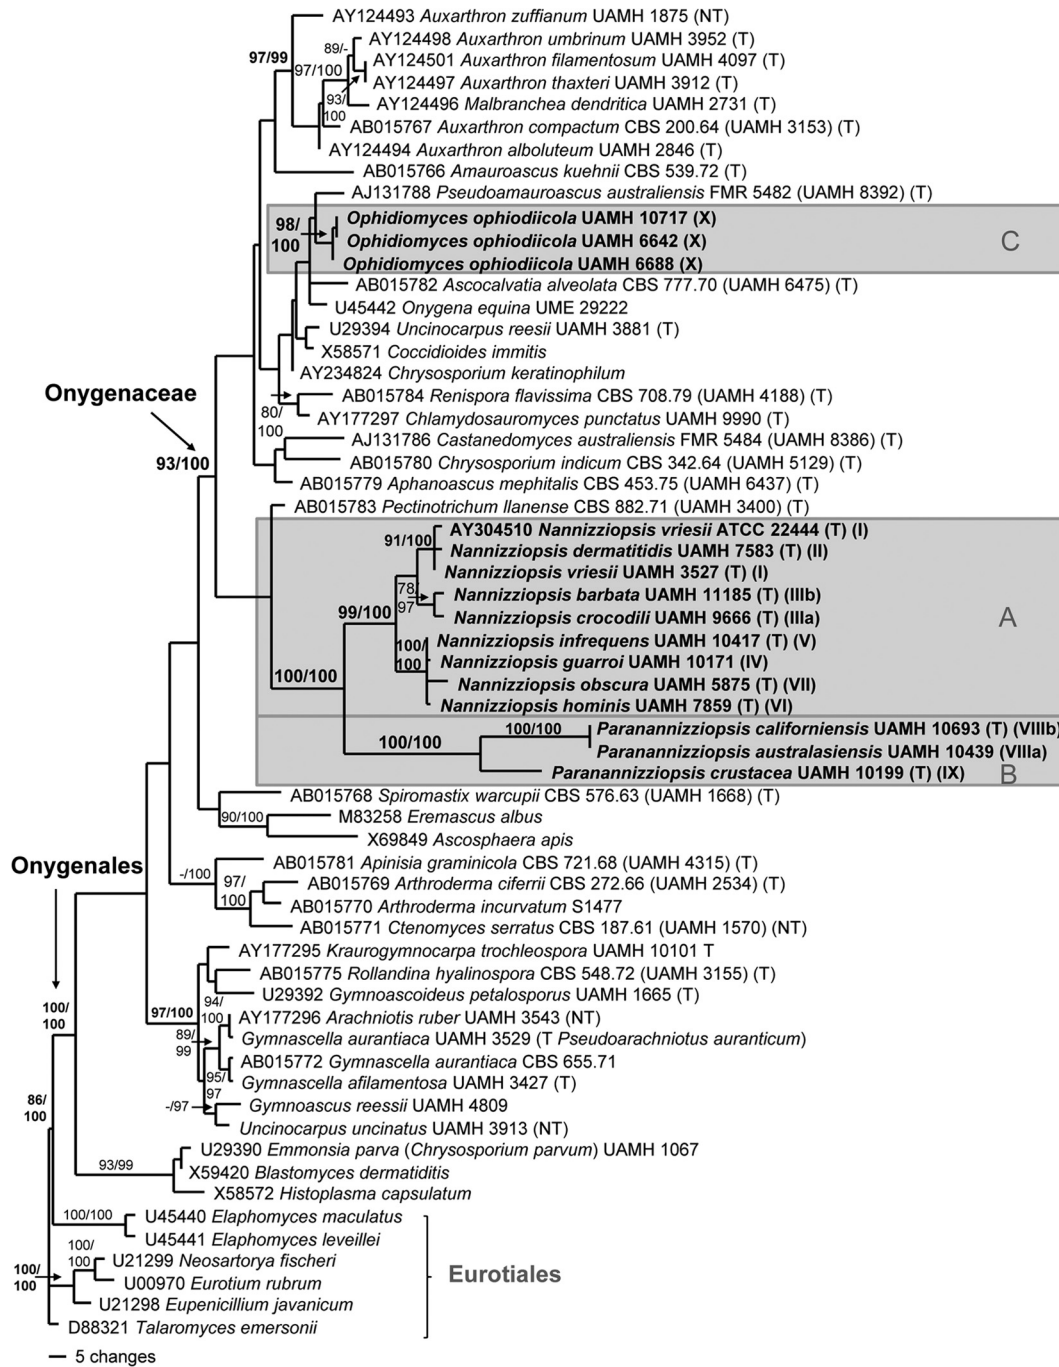 AY124493 Auxarthron zuffianum UAMH 1875 (NT)
AY124498 Auxarthron umbrinum UAMH 3952 (T)
89/-
AY124501 Auxarthron filamentosum UAMH 4097 (T)
97/99
97/100
AY124497 Auxarthron thaxteri UAMH 3912 (T)
93/
100
AY124496 Malbranchea dendritica UAMH 2731 (T)
AB015767 Auxarthron compactum CBS 200.64 (UAMH 3153) (T)
AY124494 Auxarthron alboluteum UAMH 2846 (T)
AB015766 Amauroascus kuehnii CBS 539.72 (T)
AJ131788 Pseudoamauroascus australiensis FMR 5482 (UAMH 8392) (T)
98/
100
Ophidiomyces ophiodiicola UAMH 10717 (X)
Ophidiomyces ophiodiicola UAMH 6642 (X)
C
Ophidiomyces ophiodiicola UAMH 6688 (X)
AB015782 Ascocalvatia alveolata CBS 777.70 (UAMH 6475) (T)
U45442 Onygena equina UME 29222
U29394 Uncinocarpus reesii UAMH 3881 (T)
X58571 Coccidioides immitis
AY234824 Chrysosporium keratinophilum
Onygenaceae
AB015784 Renispora flavissima CBS 708.79 (UAMH 4188) (T)
80/
100
AY177297 Chlamydosauromyces punctatus UAMH 9990 (T)
AJ131786 Castanedomyces australiensis FMR 5484 (UAMH 8386) (T)
93/100
AB015780 Chrysosporium indicum CBS 342.64 (UAMH 5129) (T)
AB015779 Aphanoascus mephitalis CBS 453.75 (UAMH 6437) (T)
AB015783 Pectinotrichum llanense CBS 882.71 (UAMH 3400) (T)
AY304510 Nannizziopsis vriesii ATCC 22444 (T) (I)
91/100
Nannizziopsis dermatitidis UAMH 7583 (T) (II)
Nannizziopsis vriesii UAMH 3527 (T) (I)
78/
97
Nannizziopsis barbata UAMH 11185 (T) (IIIb)
99/100
Nannizziopsis crocodili UAMH 9666 (T) (IIIa)
A
100/
100
Nannizziopsis infrequens UAMH 10417 (T) (V)
Nannizziopsis guarroi UAMH 10171 (IV)
100/100
Nannizziopsis obscura UAMH 5875 (T) (VII)
Nannizziopsis hominis UAMH 7859 (T) (VI)
100/100
Paranannizziopsis californiensis UAMH 10693 (T) (VIIIb)
100/100
Paranannizziopsis australasiensis UAMH 10439 (VIIIa)
Paranannizziopsis crustacea UAMH 10199 (T) (IX)
B
AB015768 Spiromastix warcupii CBS 576.63 (UAMH 1668) (T)
90/100
M83258 Eremascus albus
X69849 Ascosphaera apis
Onygenales
AB015781 Apinisia graminicola CBS 721.68 (UAMH 4315) (T)
-/100
97/
100
AB015769 Arthroderma ciferrii CBS 272.66 (UAMH 2534) (T)
AB015770 Arthroderma incurvatum S1477
AB015771 Ctenomyces serratus CBS 187.61 (UAMH 1570) (NT)
AY177295 Kraurogymnocarpa trochleospora UAMH 10101 T
AB015775 Rollandina hyalinospora CBS 548.72 (UAMH 3155) (T)
U29392 Gymnoascoideus petalosporus UAMH 1665 (T)
100/
100
97/100
94/
100
AY177296 Arachniotis ruber UAMH 3543 (NT)
89/
99
Gymnascella aurantiaca UAMH 3529 (T Pseudoarachniotus auranticum)
AB015772 Gymnascella aurantiaca CBS 655.71
95/
97
Gymnascella afilamentosa UAMH 3427 (T)
86/
100
-/97
Gymnoascus reessii UAMH 4809
Uncinocarpus uncinatus UAMH 3913 (NT)
U29390 Emmonsia parva (Chrysosporium parvum) UAMH 1067
93/99
X59420 Blastomyces dermatiditis
X58572 Histoplasma capsulatum
100/100
U45440 Elaphomyces maculatus
U45441 Elaphomyces leveillei
100/
100
U21299 Neosartorya fischeri
100/
100
U00970 Eurotium rubrum
Eurotiales
U21298 Eupenicillium javanicum
D88321 Talaromyces emersonii
5 changes